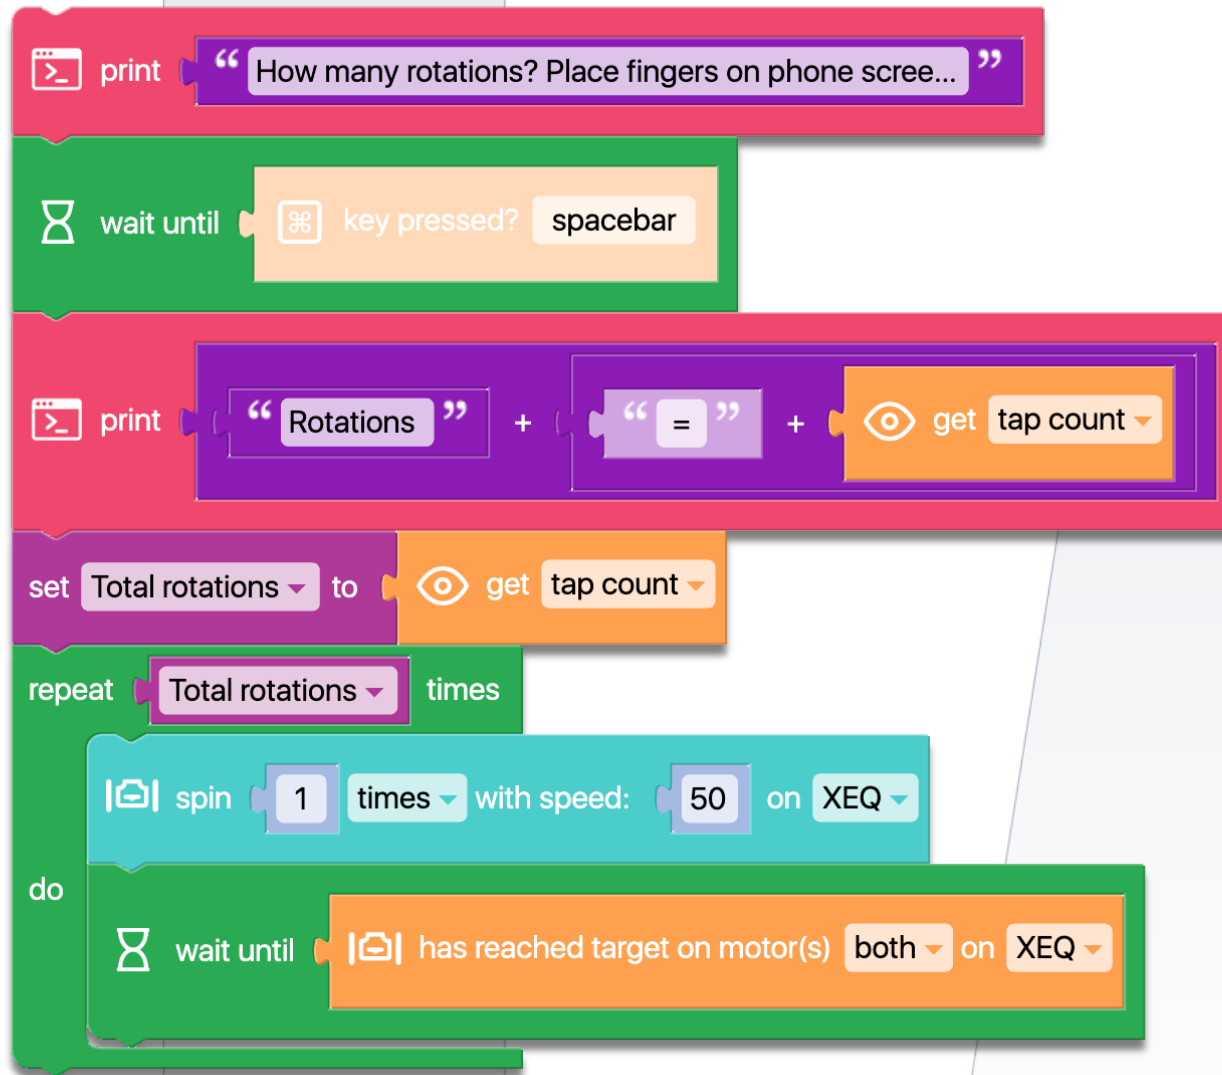 print “ How many rotations? Place fingers on phone scree... ”
wait until ⌘ key pressed? spacebar
print “ Rotations ” + “ = ” + get tap count
set Total rotations to get tap count
repeat Total rotations times
spin 1 times with speed: 50 on XEQ
do
wait until has reached target on motor(s) both on XEQ